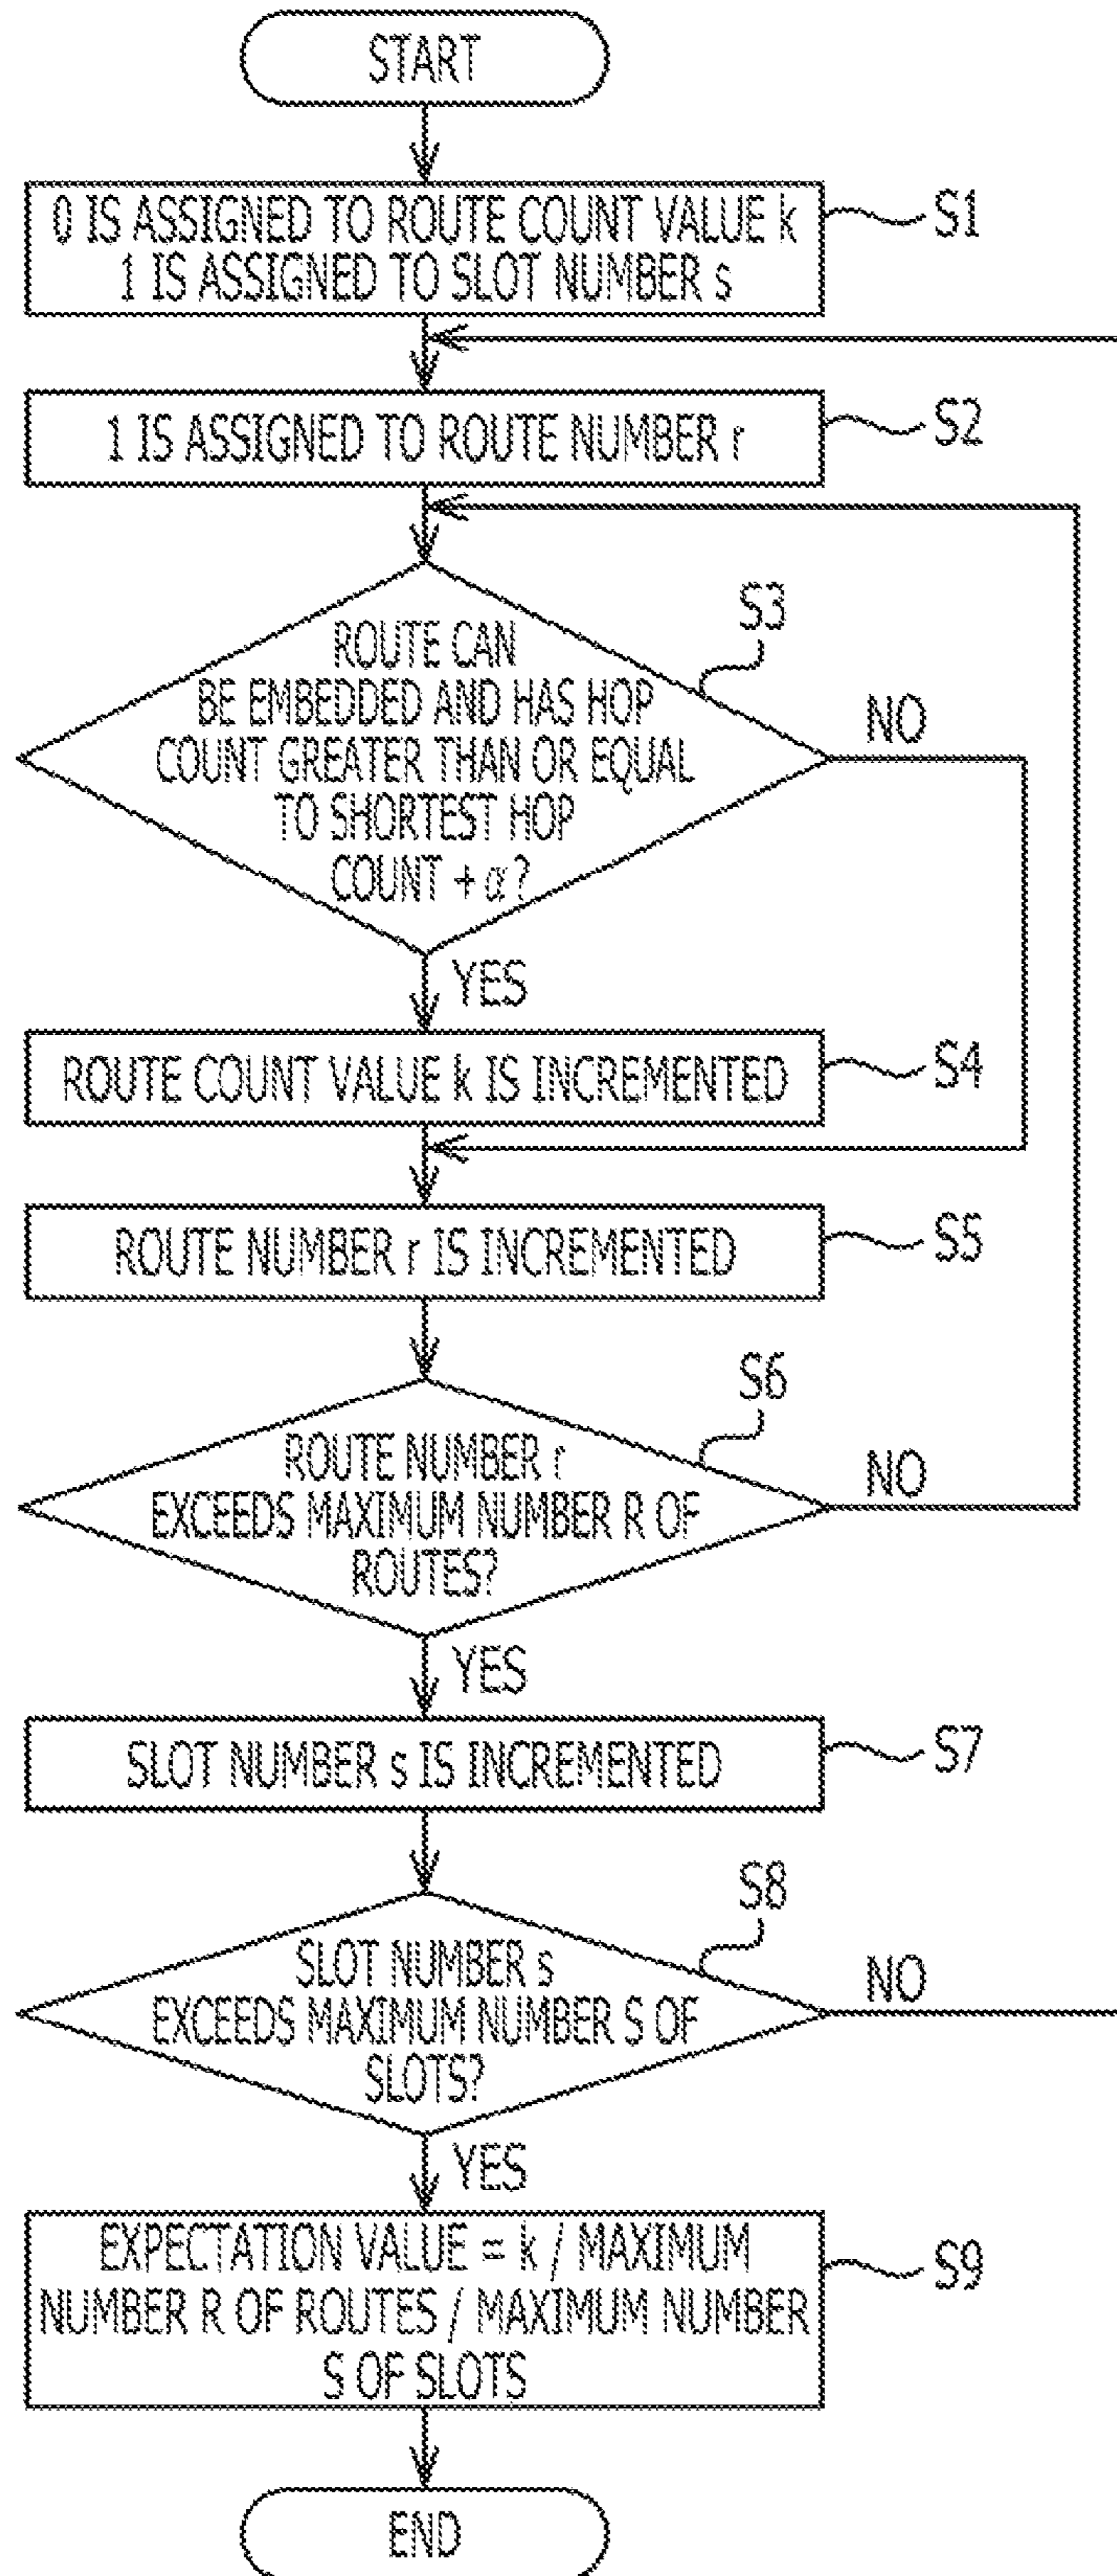 START
0 IS ASSIGNED TO ROUTE COUNT VALUE k
1 IS ASSIGNED TO SLOT NUMBER s
S1
1 IS ASSIGNED TO ROUTE NUMBER r
S2
S3
ROUTE CAN
BE EMBEDDED AND HAS HOP
COUNT GREATER THAN OR EQUAL
TO SHORTEST HOP
COUNT + α?
NO
YES
ROUTE COUNT VALUE k IS INCREMENTED
S4
ROUTE NUMBER r IS INCREMENTED
S5
S6
ROUTE NUMBER r
EXCEEDS MAXIMUM NUMBER R OF
ROUTES?
NO
YES
SLOT NUMBER s IS INCREMENTED
S7
S8
SLOT NUMBER s
EXCEEDS MAXIMUM NUMBER S OF
SLOTS?
NO
YES
EXPECTATION VALUE = k / MAXIMUM
NUMBER R OF ROUTES / MAXIMUM NUMBER
S OF SLOTS
S9
END